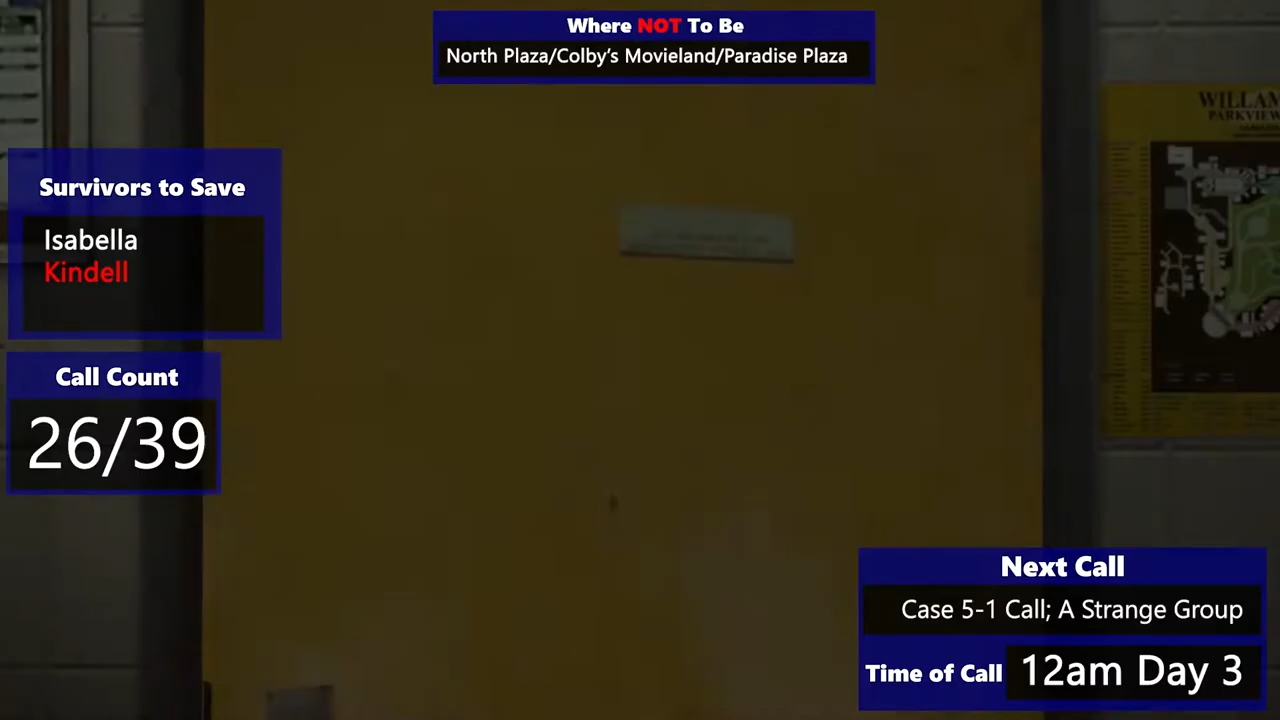 Where NOT To Be
North Plaza/Colby's Movieland/Paradise Plaza
WILLAM
PARKVIEW
Survivors to Save
Isabella
Kindell
Call Count
26/39
Next Call
Case 5-1 Call; A Strange Group
Time of Call 12am Day 3